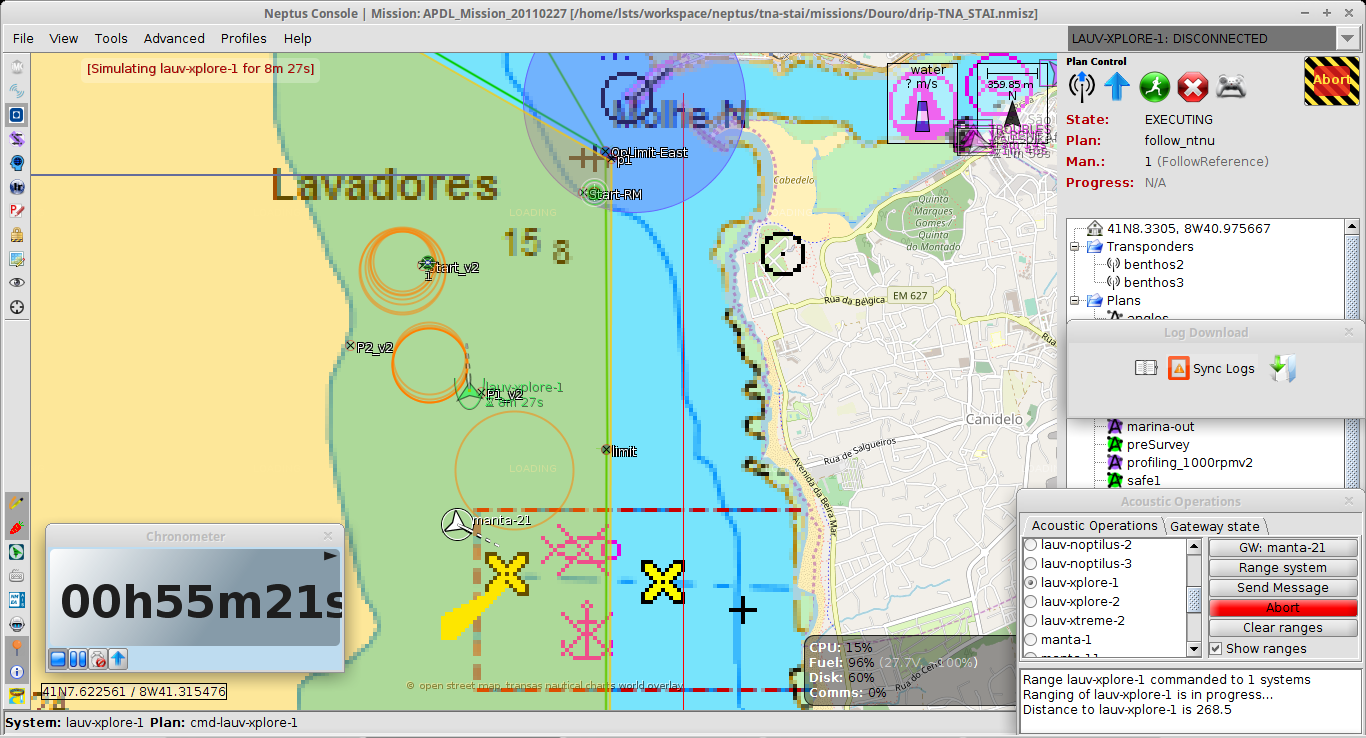 Neptus Console | Mission: APDL_Mission_20110227 [/home/lsts/workspace/neptus/tna-stai/missions/Douro/drip-TNA_STAI.nmisz]
File View Tools Advanced Profiles Help
LAUV-XPLORE-1: DISCONNECTED
[Simulating lauv-xplore-1 for 8m 27s]
Plan Control
Abort
State: EXECUTING
Plan: follow_ntnu
Man.: 1 (FollowReference)
Progress: N/A
water
? m/s
359.85 m
N
Molhe N
OpLimit-East
p1
Cabedelo
Lavadores
Start-RM
LOADING
15 8
Quinta
Marques
Gomes /
Quinta
do Montado
Start_v2
1
Rua da Bélgica
EM 627
P2_v2
lauv-xplore-1
8m 27s
P1_v2
Canidelo
limit
Rua de Salgueiros
Avenida da Beira Mar
LOADING
manta-21
41N8.3305, 8W40.975667
Transponders
benthos2
benthos3
Plans
angles
Log Download
Sync Logs
marina-out
preSurvey
profiling_1000rpmv2
safe1
Acoustic Operations
Acoustic Operations Gateway state
lauv-noptilus-2
lauv-noptilus-3
lauv-xplore-1
lauv-xplore-2
lauv-xtreme-2
manta-1
manta-11
GW: manta-21
Range system
Send Message
Abort
Clear ranges
Show ranges
Range lauv-xplore-1 commanded to 1 systems
Ranging of lauv-xplore-1 is in progress...
Distance to lauv-xplore-1 is 268.5
Chronometer
00h55m21s
CPU: 15%
Fuel: 96% (27.7V, ~100%)
Disk: 60%
Comms: 0%
© open street map, transas nautical charts world overlay
41N7.622561 / 8W41.315476
System: lauv-xplore-1 Plan: cmd-lauv-xplore-1